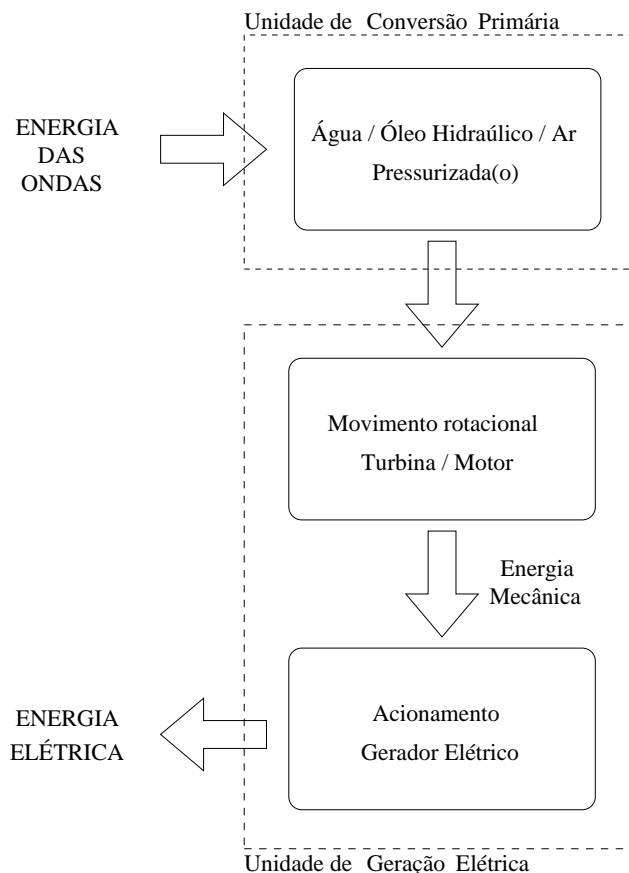 Unidade de Conversão Primária
ENERGIA
DAS
ONDAS
Água / Óleo Hidraúlico / Ar
Pressurizada(o)
Movimento rotacional
Turbina / Motor
Energia
Mecânica
Acionamento
Gerador Elétrico
ENERGIA
ELÉTRICA
Unidade de Geração Elétrica